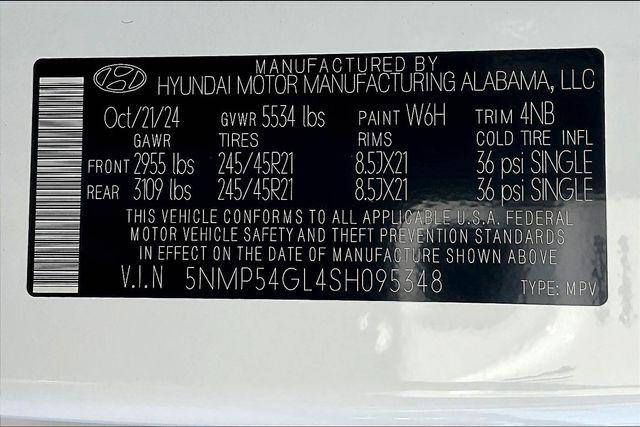 MANUFACTURED BY
HYUNDAI MOTOR MANUFACTURING ALABAMA, LLC
Oct/21/24 GVWR 5534 lbs PAINT W6H TRIM 4NB
GAWR TIRES RIMS COLD TIRE INFL
FRONT 2955 lbs 245/45R21 8.5JX21 36 psi SINGLE
REAR 3109 lbs 245/45R21 8.5JX21 36 psi SINGLE
THIS VEHICLE CONFORMS TO ALL APPLICABLE U.S.A. FEDERAL
MOTOR VEHICLE SAFETY AND THEFT PREVENTION STANDARDS
IN EFFECT ON THE DATE OF MANUFACTURE SHOWN ABOVE
V.I.N 5NMP54GL4SH095348 TYPE: MPV